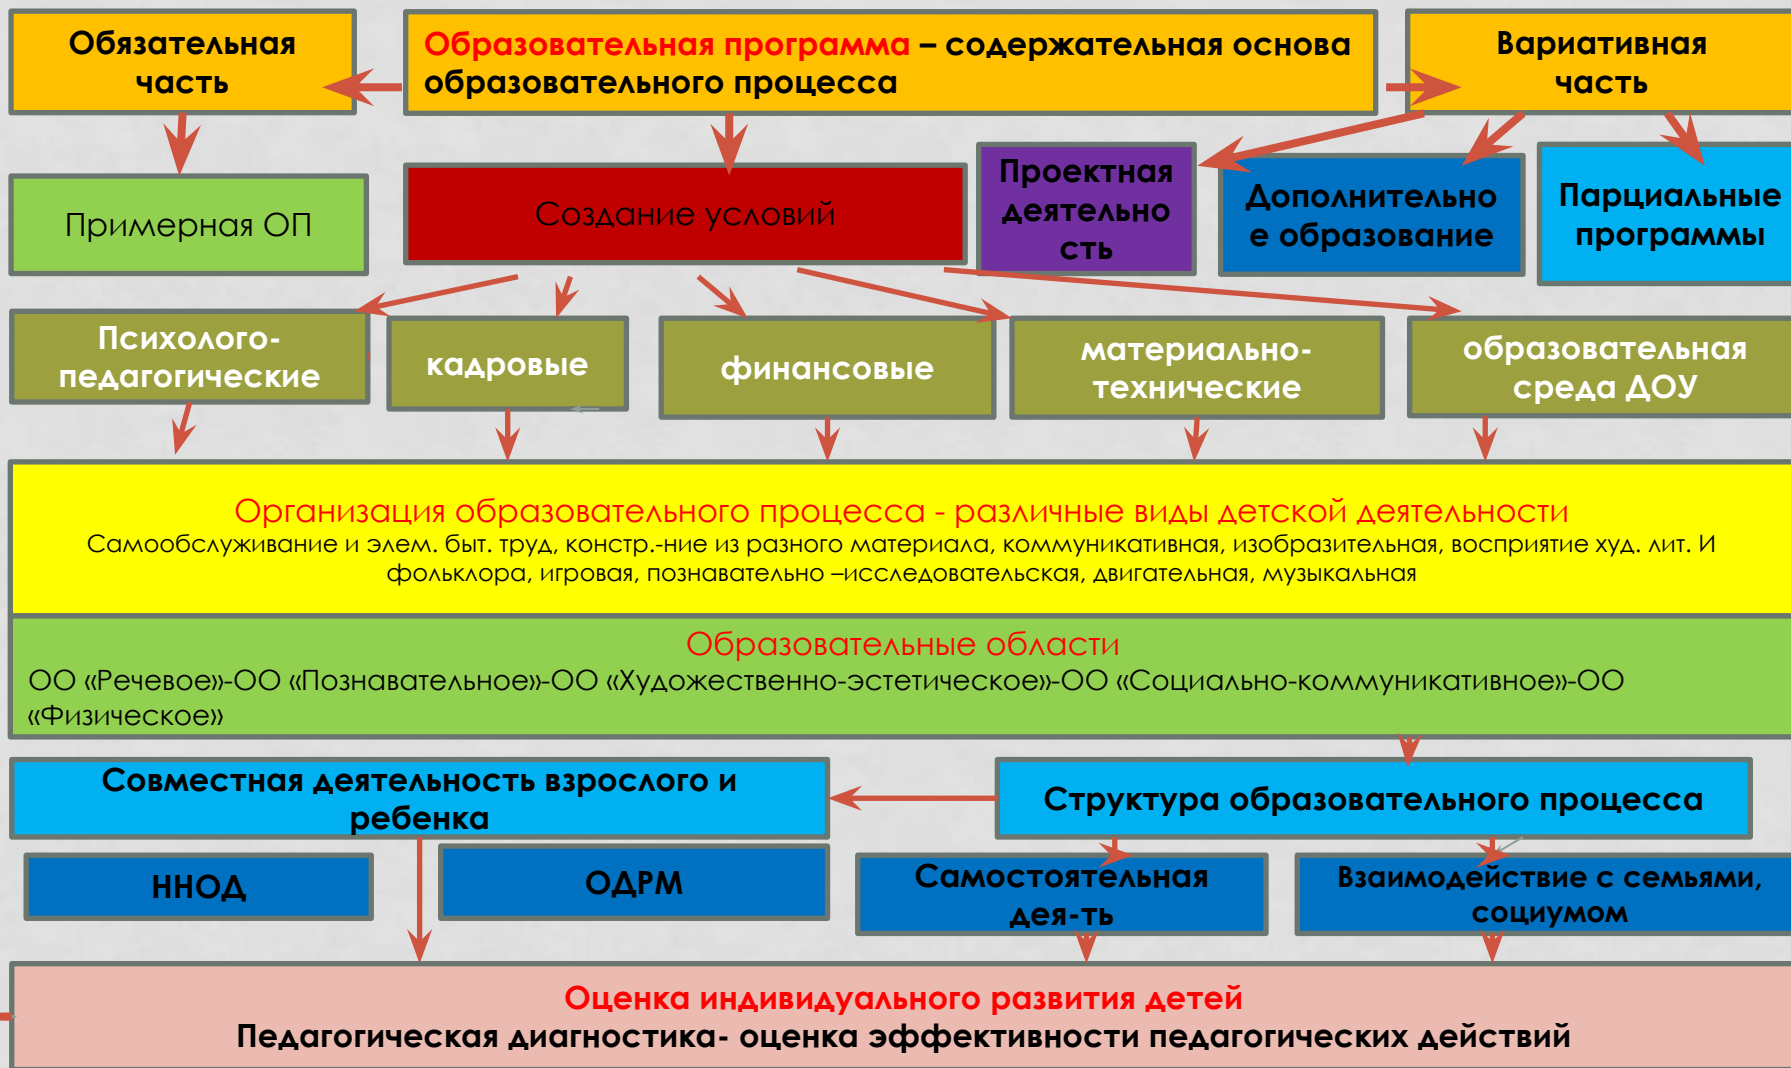 Обязательная
часть
Образовательная программа – содержательная основа
образовательного процесса
Вариативная
часть
Примерная ОП
Создание условий
Проектная
деятельно
сть
Дополнительно
е образование
Парциальные
программы
Психолого-
педагогические
кадровые
финансовые
материально-
технические
образовательная
среда ДОУ
Организация образовательного процесса - различные виды детской деятельности
Самообслуживание и элем. быт. труд, констр.-ние из разного материала, коммуникативная, изобразительная, восприятие худ. лит. И
фольклора, игровая, познавательно –исследовательская, двигательная, музыкальная
Образовательные области
ОО «Речевое»-ОО «Познавательное»-ОО «Художественно-эстетическое»-ОО «Социально-коммуникативное»-ОО
«Физическое»
Совместная деятельность взрослого и
ребенка
Структура образовательного процесса
ННОД
ОДРМ
Самостоятельная
дея-ть
Взаимодействие с семьями,
социумом
Оценка индивидуального развития детей
Педагогическая диагностика- оценка эффективности педагогических действий